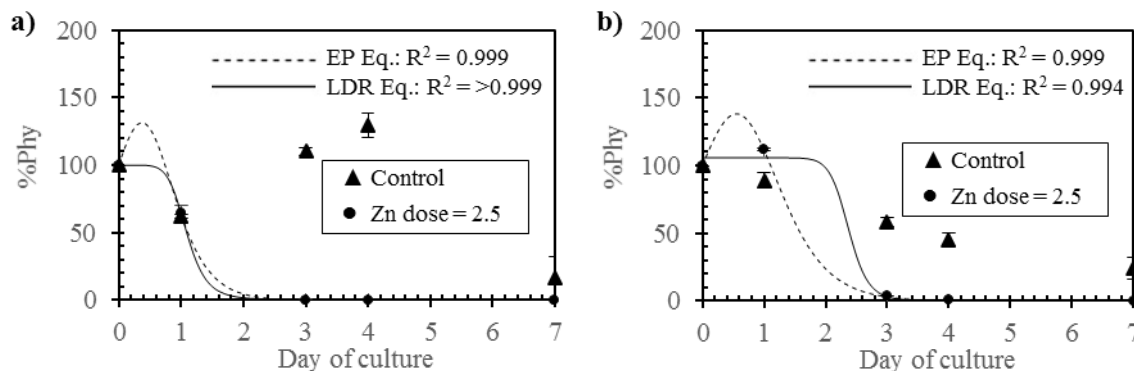 a)
200
150
100
50
0
%Phy
EP Eq.: R² = 0.999
LDR Eq.: R² = >0.999
Control
Zn dose = 2.5
0 1 2 3 4 5 6 7
Day of culture
b)
200
150
100
50
0
%Phy
EP Eq.: R² = 0.999
LDR Eq.: R² = 0.994
Control
Zn dose = 2.5
0 1 2 3 4 5 6 7
Day of culture